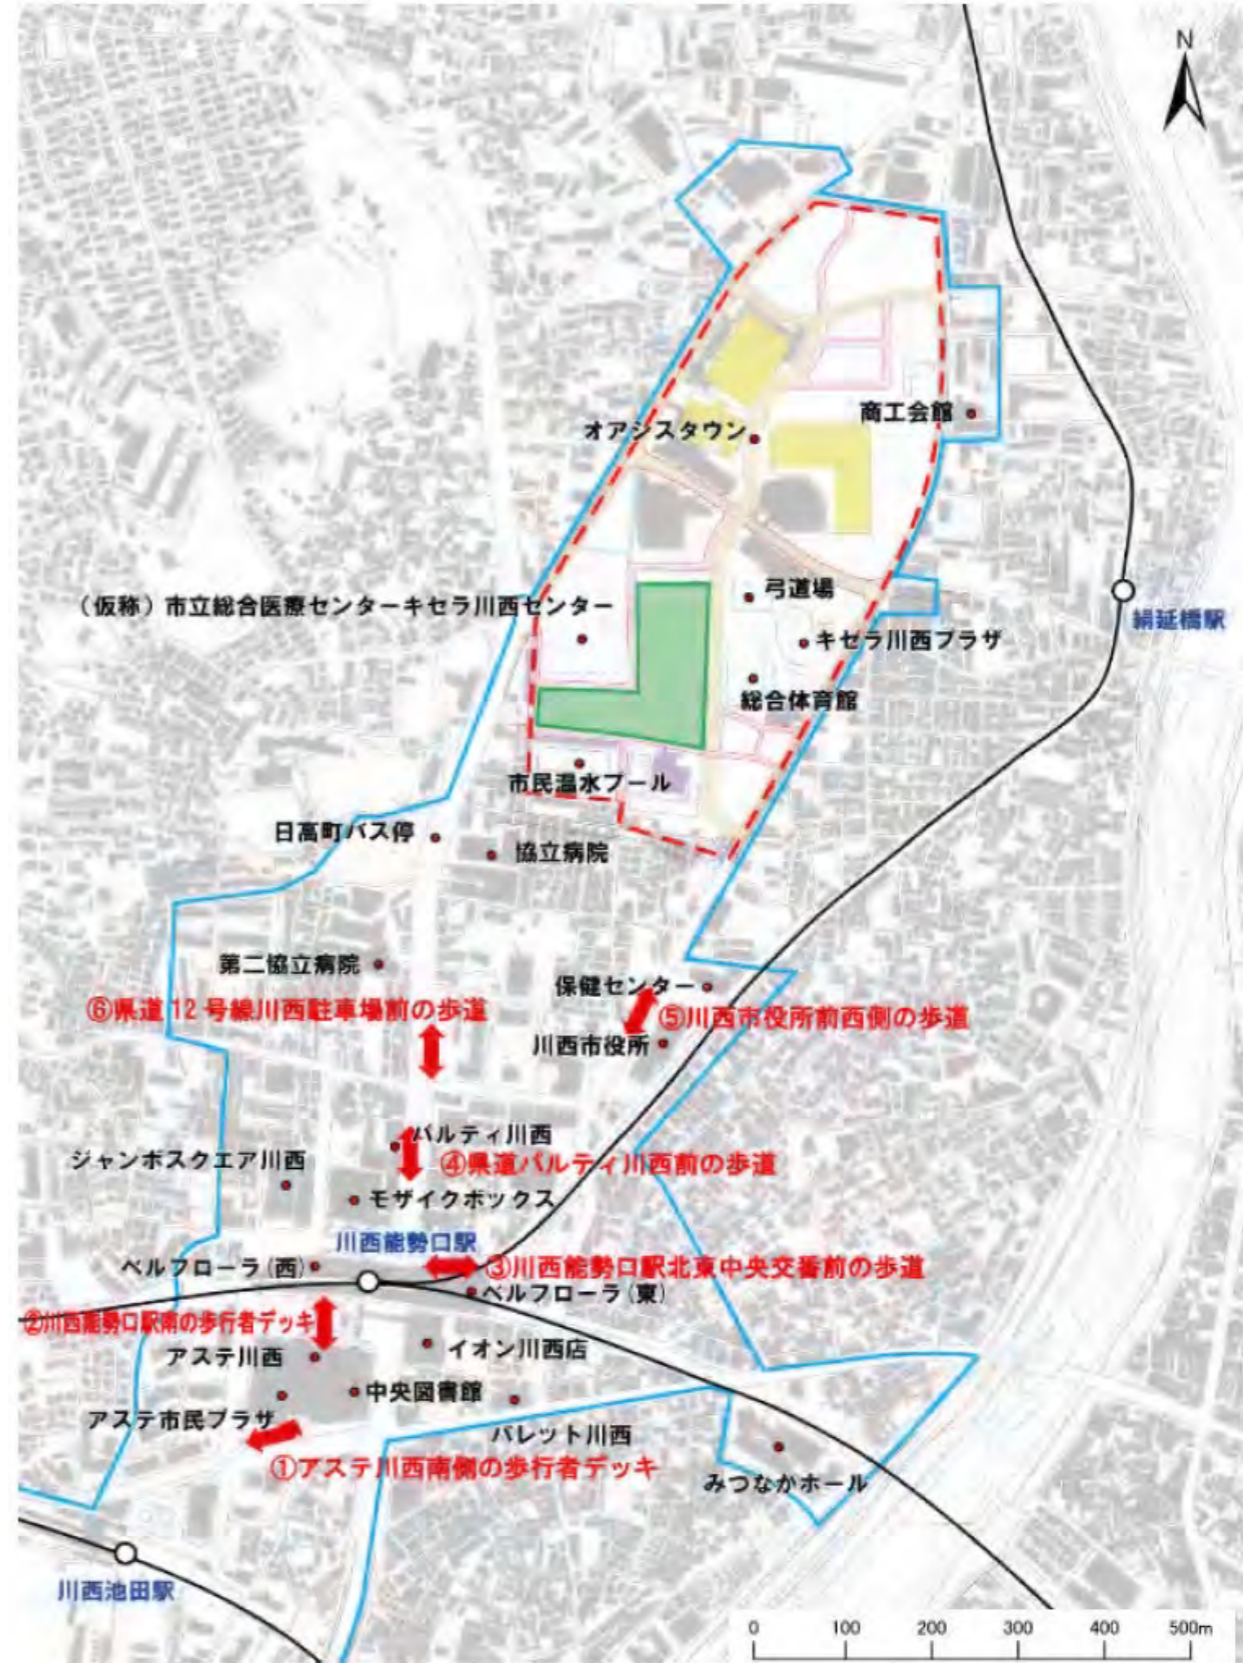 N
商工会館
オアシスタウン
弓道場
(仮称)市立総合医療センターキセラ川西センター
絹延橋駅
キセラ川西プラザ
総合体育館
市民温水プール
日高町バス停
協立病院
第二協立病院
保健センター
⑥県道12号線川西駐車場前の歩道
⑤川西市役所前西側の歩道
川西市役所
パルティ川西
ジャンボスクエア川西
④県道パルティ川西前の歩道
モザイクボックス
川西能勢口駅
ベルフローラ(西)
③川西能勢口駅北東中央交番前の歩道
ベルフローラ(東)
②川西能勢口駅南の歩行者デッキ
イオン川西店
アステ川西
中央図書館
アステ市民プラザ
パレット川西
①アステ川西南側の歩行者デッキ
みつなかホール
川西池田駅
0 100 200 300 400 500m